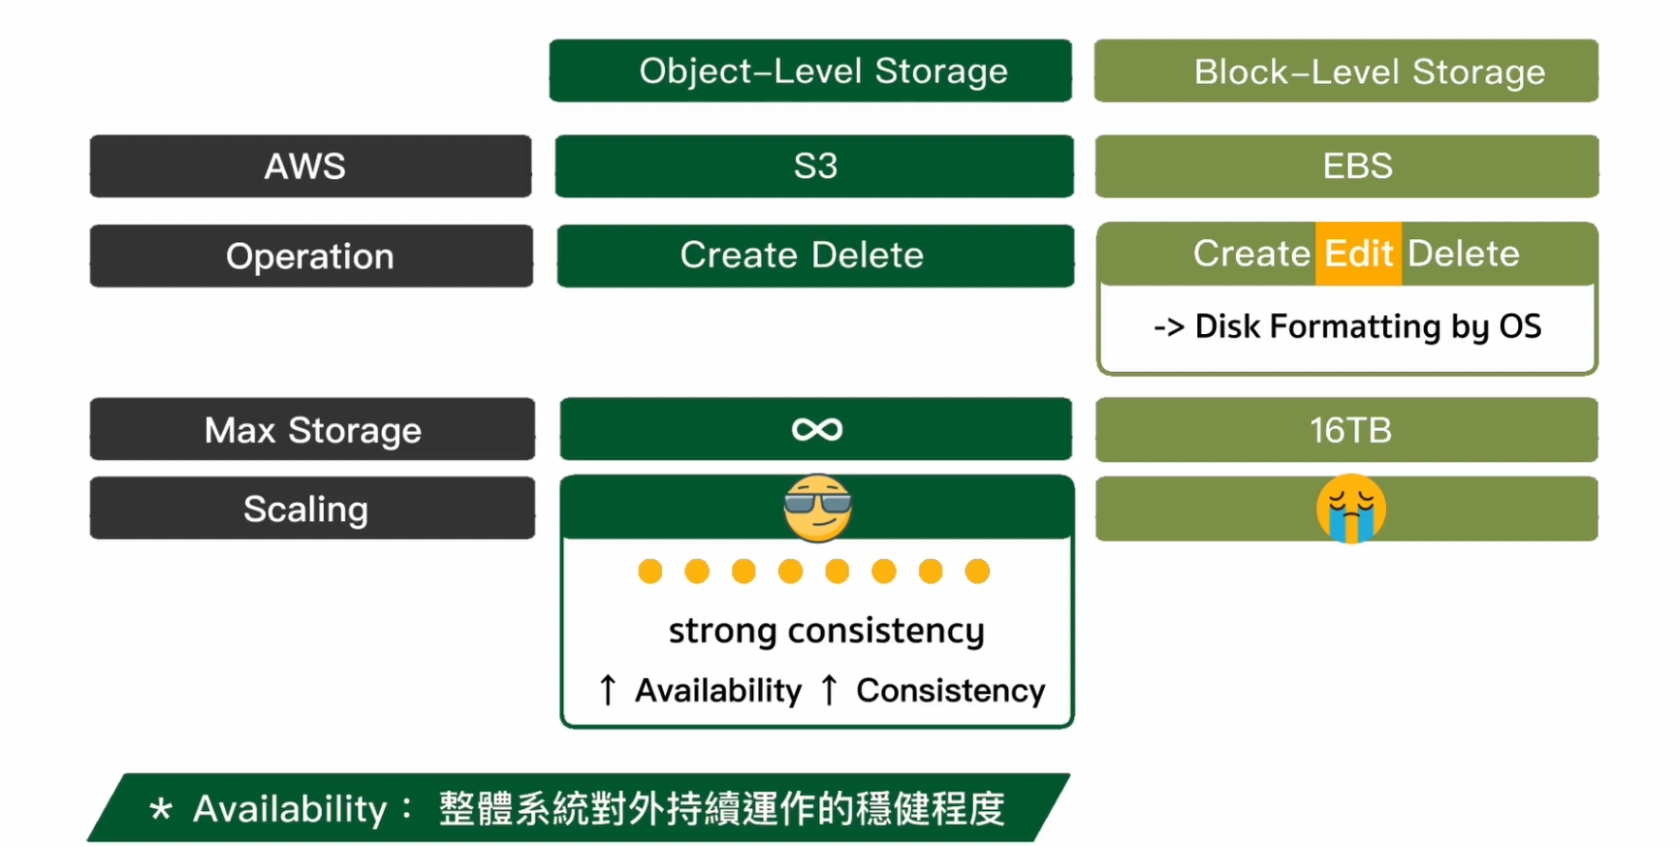 Object-Level Storage
Block-Level Storage
AWS
S3
EBS
Operation
Create Delete
Create Edit Delete
-> Disk Formatting by OS
Max Storage
∞
16TB
Scaling
strong consistency
↑ Availability ↑ Consistency
* Availability： 整體系統對外持續運作的穩健程度